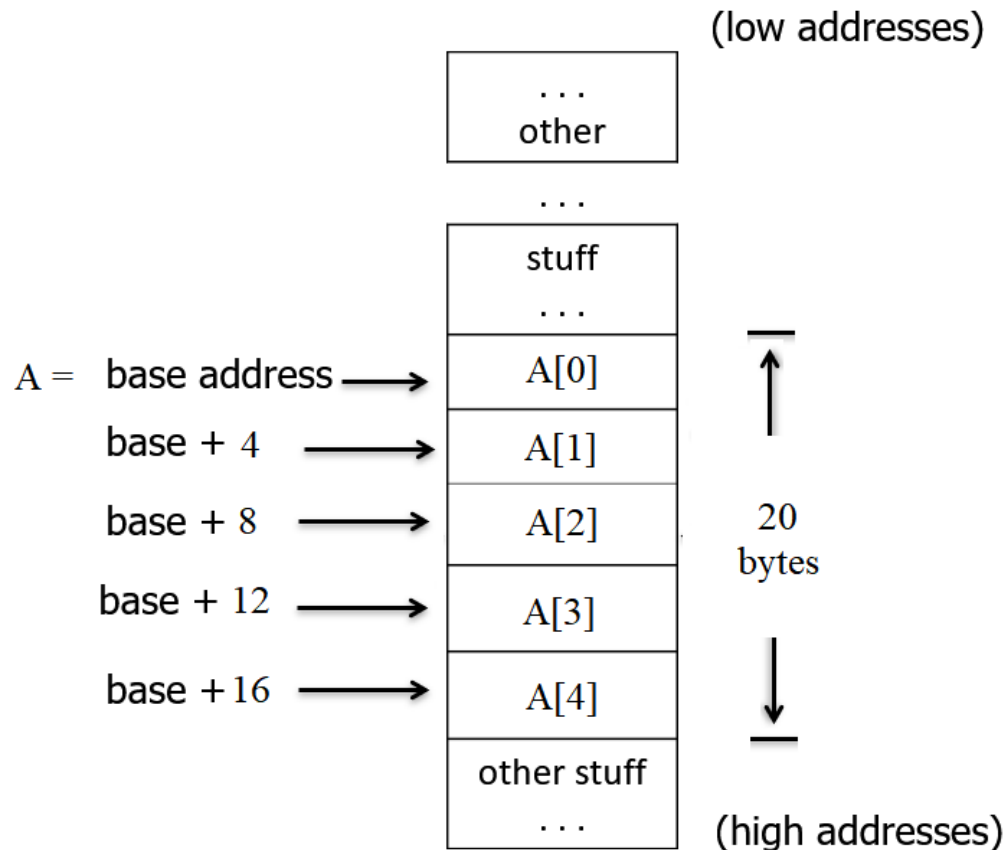 (low addresses)
. . .
other
. . .
stuff
. . .
A = base address
A[0]
base + 4
A[1]
base + 8
A[2]
20
bytes
base + 12
A[3]
base + 16
A[4]
other stuff
. . .
(high addresses)